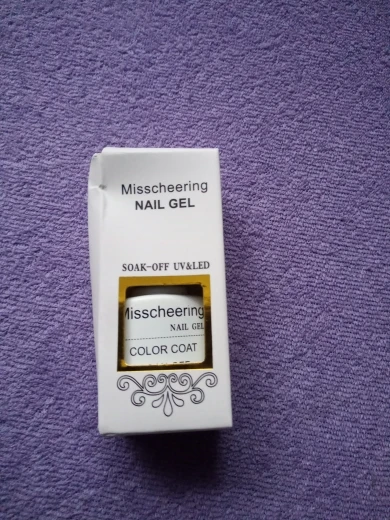 Misscheering
NAIL GEL
SOAK-OFF UV&LED
Misscheering
NAIL GEL
COLOR COAT